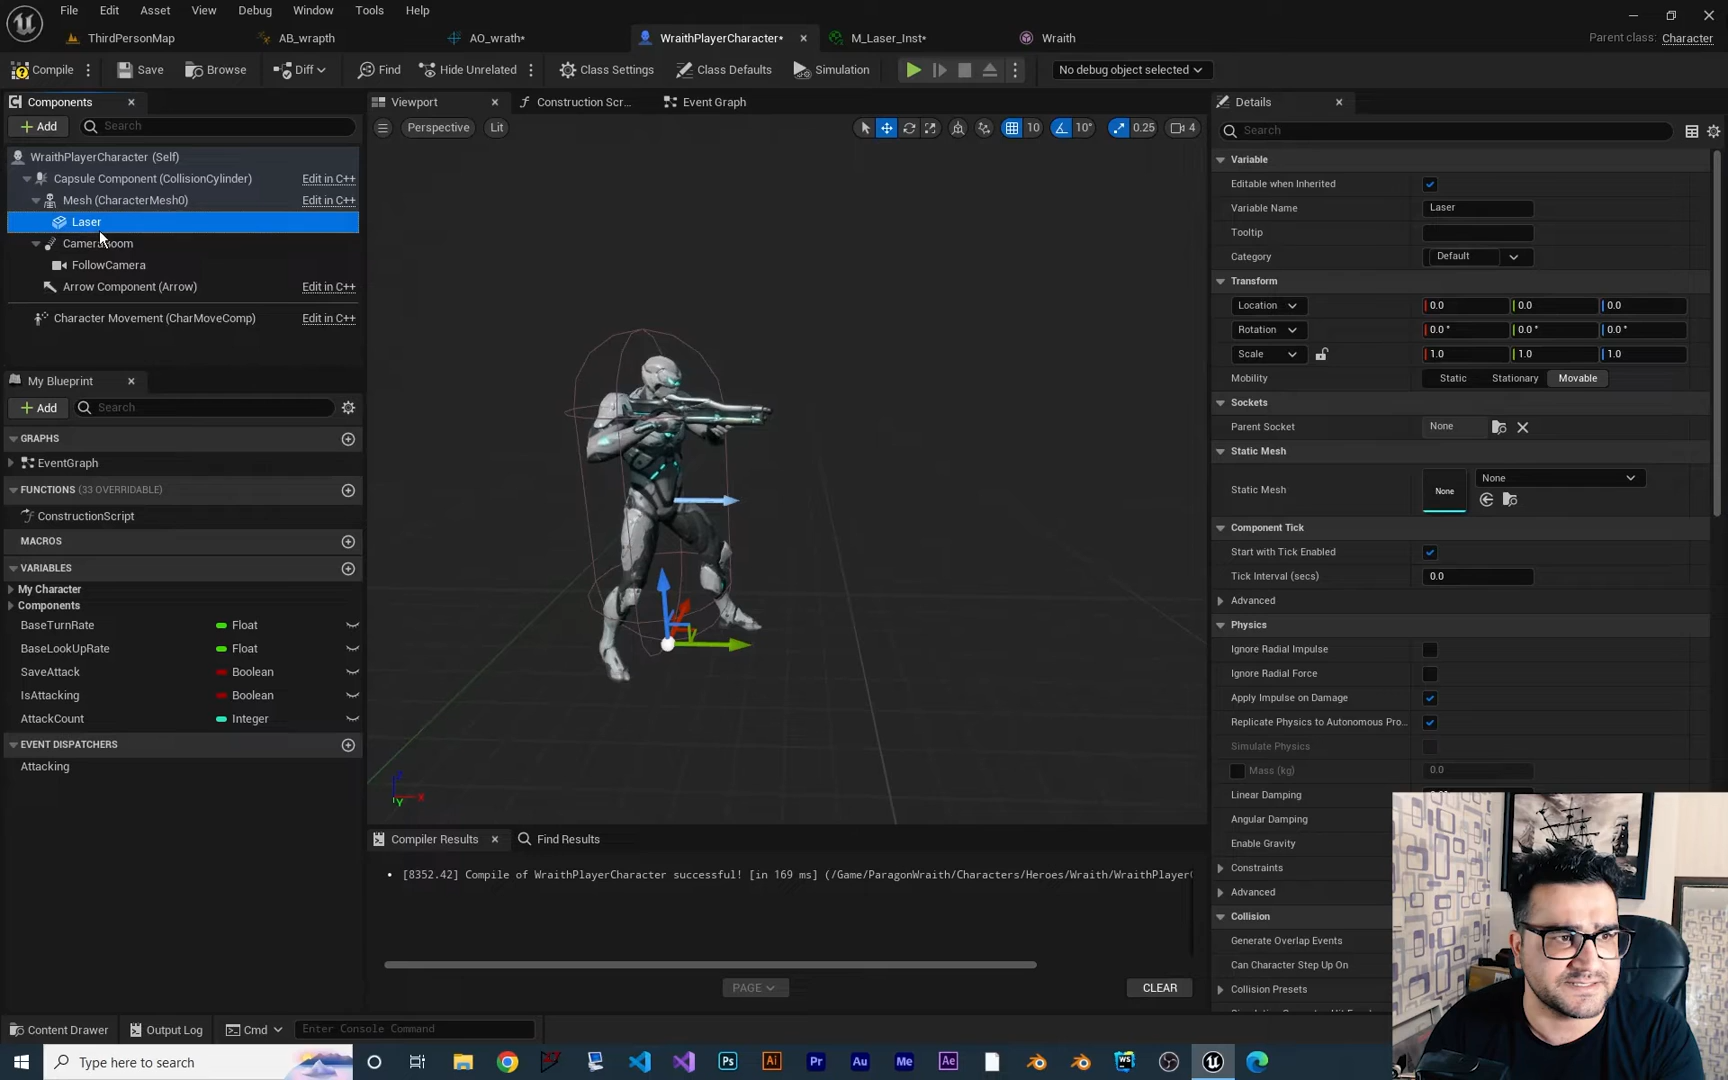 File Edit Asset View Debug Window Tools Help
ThirdPersonMap AB_wrapth AO_wrath* WraithPlayerCharacter* M_Laser_Inst* Wraith Parent class: Character
Compile Save Browse Diff Find Hide Unrelated Class Settings Class Defaults Simulation No debug object selected
Components Viewport Construction Scr... Event Graph Details
Add Search Perspective Lit 10 10° 0.25 4 Search
WraithPlayerCharacter (Self)
Capsule Component (CollisionCylinder) Edit in C++
Mesh (CharacterMesh0) Edit in C++
Laser
CameraBoom
FollowCamera
Arrow Component (Arrow) Edit in C++
Character Movement (CharMoveComp) Edit in C++
My Blueprint
Add Search
GRAPHS
EventGraph
FUNCTIONS (33 OVERRIDABLE)
ConstructionScript
MACROS
VARIABLES
My Character
Components
BaseTurnRate Float
BaseLookUpRate Float
SaveAttack Boolean
IsAttacking Boolean
AttackCount Integer
EVENT DISPATCHERS
Attacking
Z
X
Y
Compiler Results Find Results
[8352.42] Compile of WraithPlayerCharacter successful! [in 169 ms] (/Game/ParagonWraith/Characters/Heroes/Wraith/WraithPlayerC
PAGE CLEAR
Variable
Editable when Inherited
Variable Name Laser
Tooltip
Category Default
Transform
Location 0.0 0.0 0.0
Rotation 0.0 ° 0.0 ° 0.0 °
Scale 1.0 1.0 1.0
Mobility Static Stationary Movable
Sockets
Parent Socket None
Static Mesh
Static Mesh None None
Component Tick
Start with Tick Enabled
Tick Interval (secs) 0.0
Advanced
Physics
Ignore Radial Impulse
Ignore Radial Force
Apply Impulse on Damage
Replicate Physics to Autonomous Pro...
Simulate Physics
Mass (kg) 0.0
Linear Damping
Angular Damping
Enable Gravity
Constraints
Advanced
Collision
Generate Overlap Events
Can Character Step Up On
Collision Presets
Content Drawer Output Log Cmd Enter Console Command
Type here to search Ps Ai Pr Au Me Ae WS